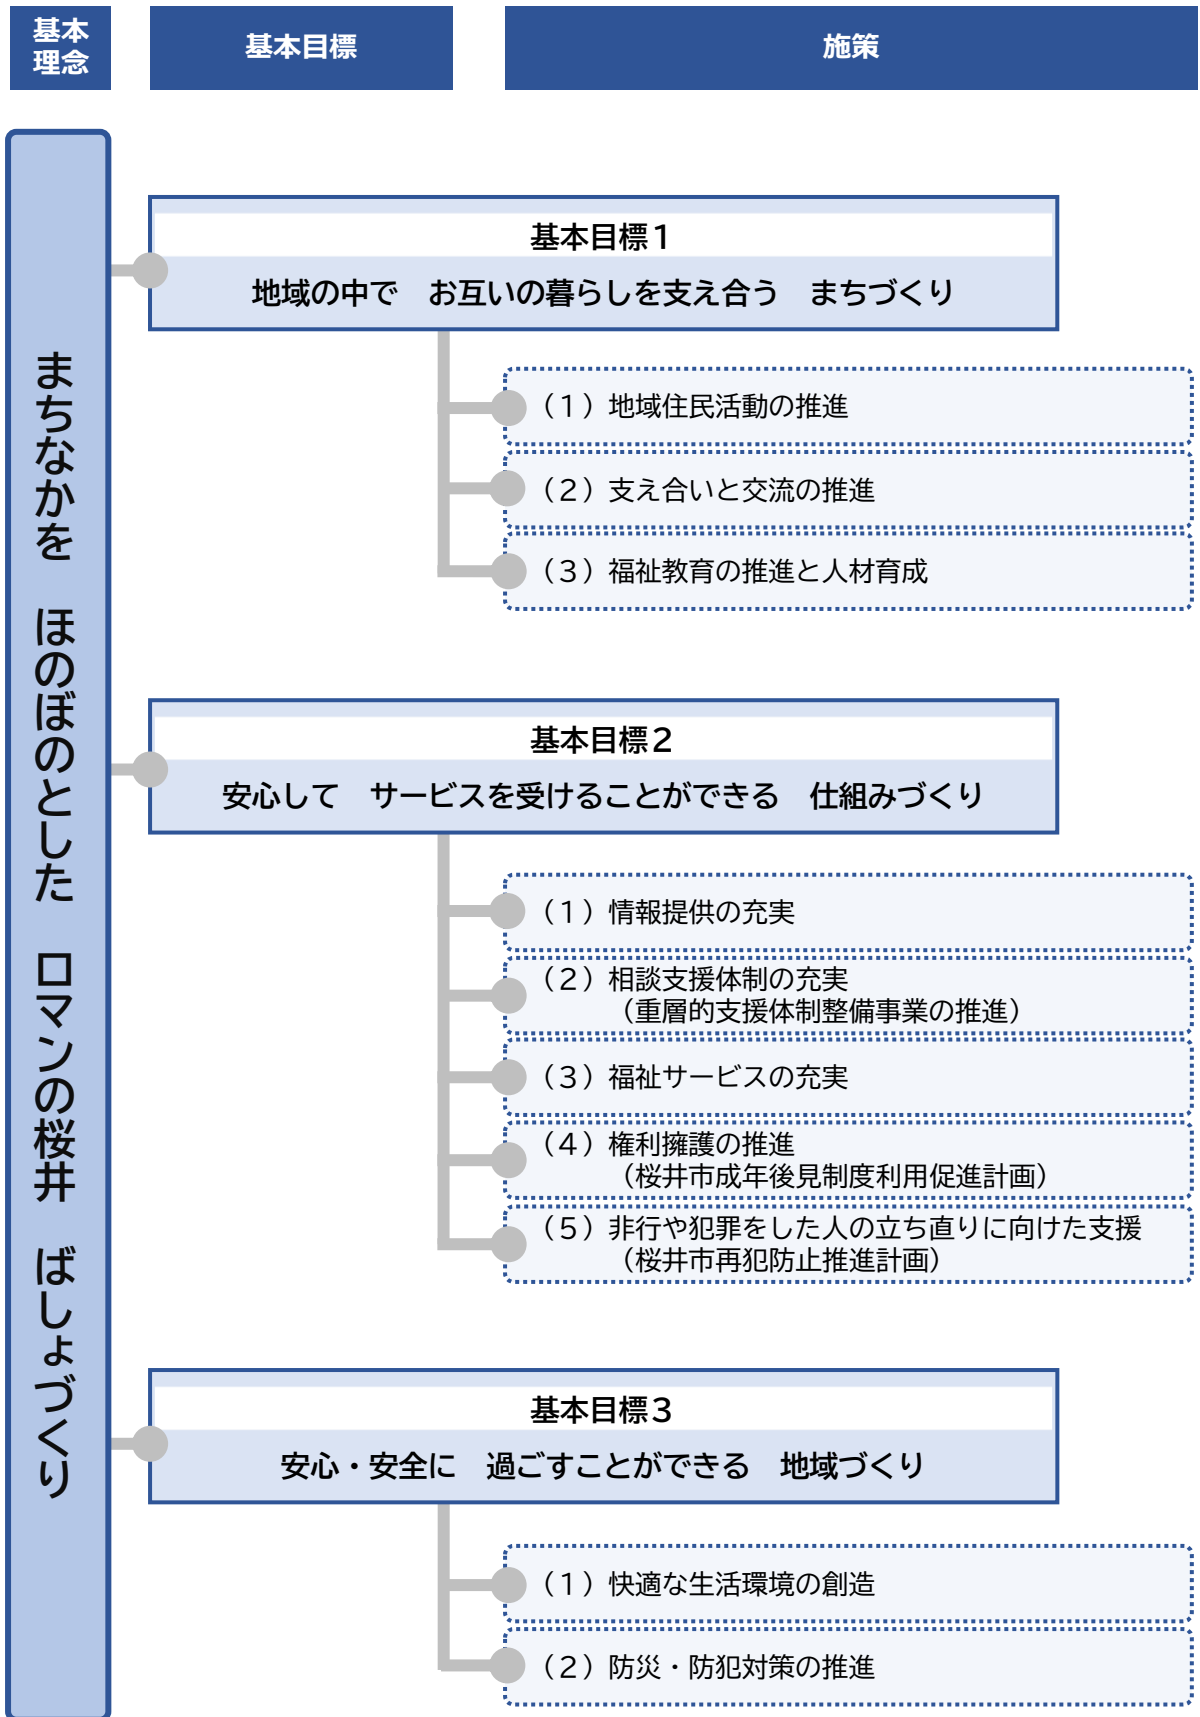 基本
理念
基本目標
施策
まちなかを　ほのぼのとした　ロマンの桜井　ばしょづくり
基本目標１
地域の中で　お互いの暮らしを支え合う　まちづくり
（１）地域住民活動の推進
（２）支え合いと交流の推進
（３）福祉教育の推進と人材育成
基本目標２
安心して　サービスを受けることができる　仕組みづくり
（１）情報提供の充実
（２）相談支援体制の充実
（重層的支援体制整備事業の推進）
（３）福祉サービスの充実
（４）権利擁護の推進
（桜井市成年後見制度利用促進計画）
（５）非行や犯罪をした人の立ち直りに向けた支援
（桜井市再犯防止推進計画）
基本目標３
安心・安全に　過ごすことができる　地域づくり
（１）快適な生活環境の創造
（２）防災・防犯対策の推進